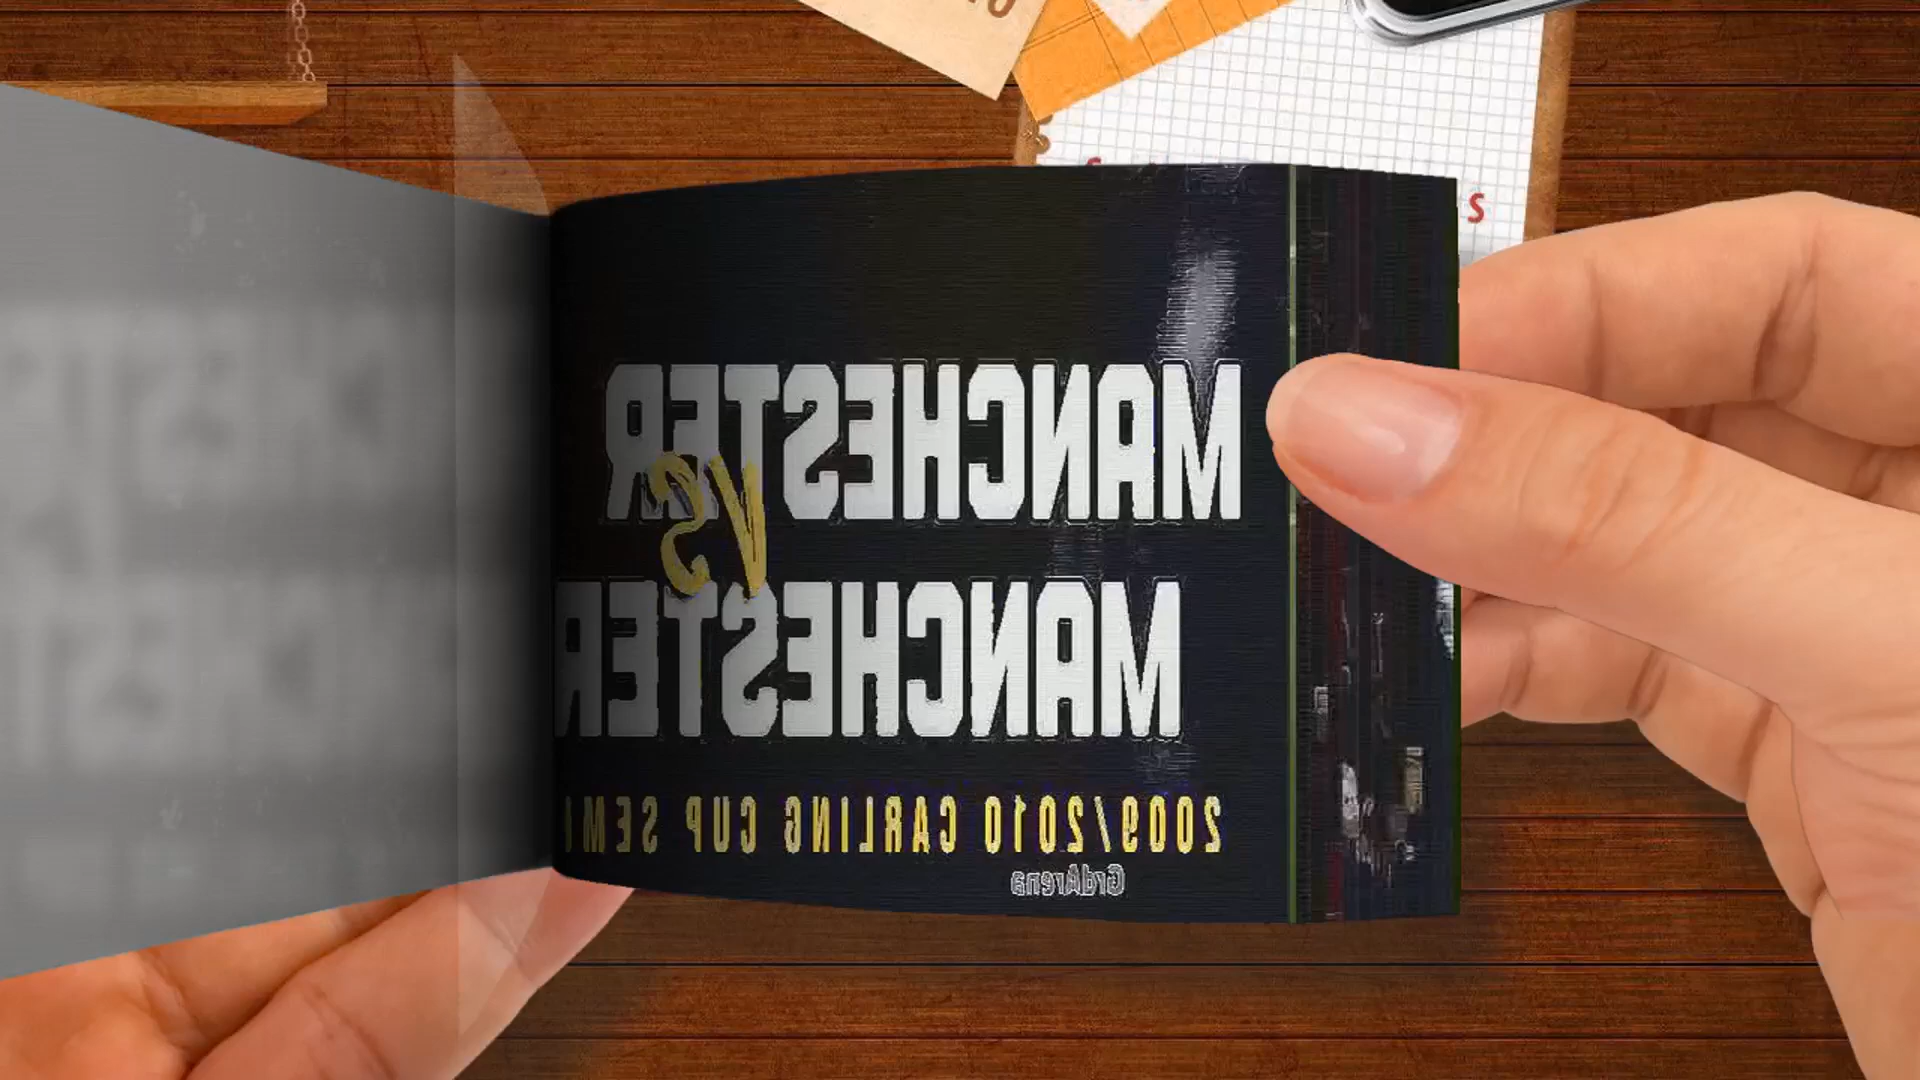 MANCHESTER
VS
MANCHESTER
2009/2010 CARLING CUP SEMI
GrdArena
S